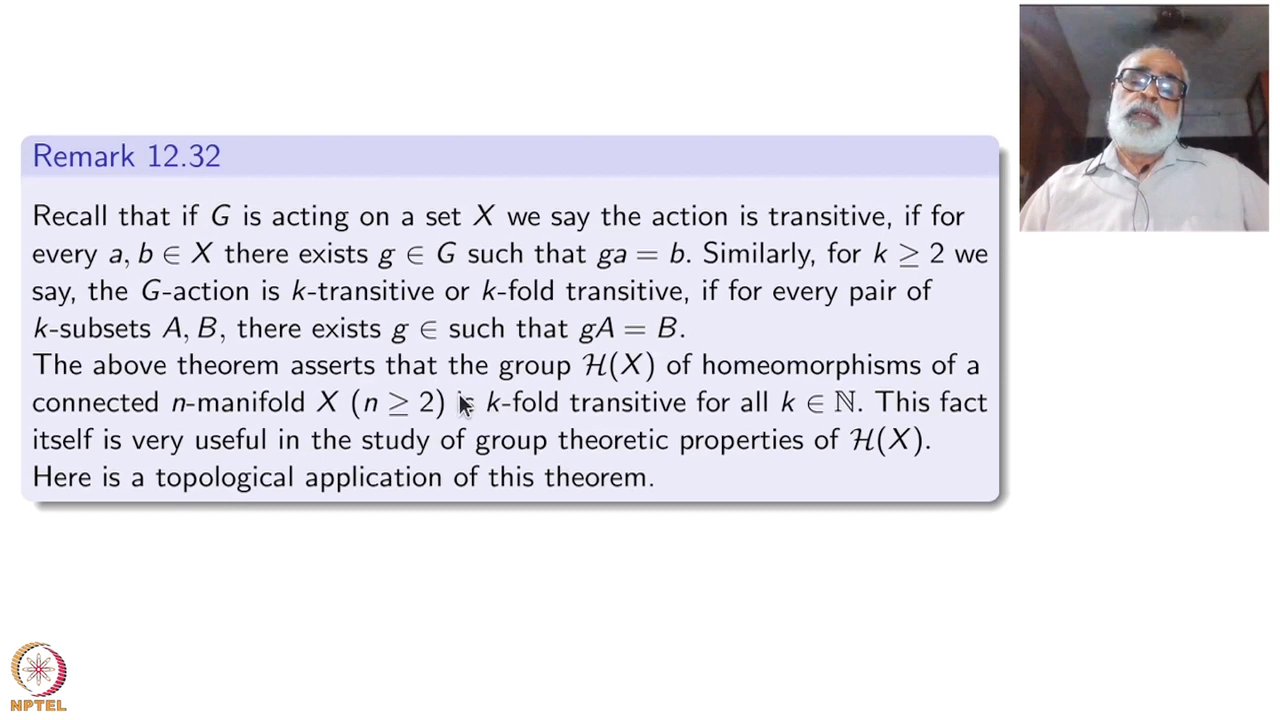 Remark 12.32
Recall that if G is acting on a set X we say the action is transitive, if for
every a, b ∈ X there exists g ∈ G such that ga = b. Similarly, for k ≥ 2 we
say, the G-action is k-transitive or k-fold transitive, if for every pair of
k-subsets A, B, there exists g ∈ such that gA = B.
The above theorem asserts that the group ℋ(X) of homeomorphisms of a
connected n-manifold X (n ≥ 2) is k-fold transitive for all k ∈ ℕ. This fact
itself is very useful in the study of group theoretic properties of ℋ(X).
Here is a topological application of this theorem.
NPTEL